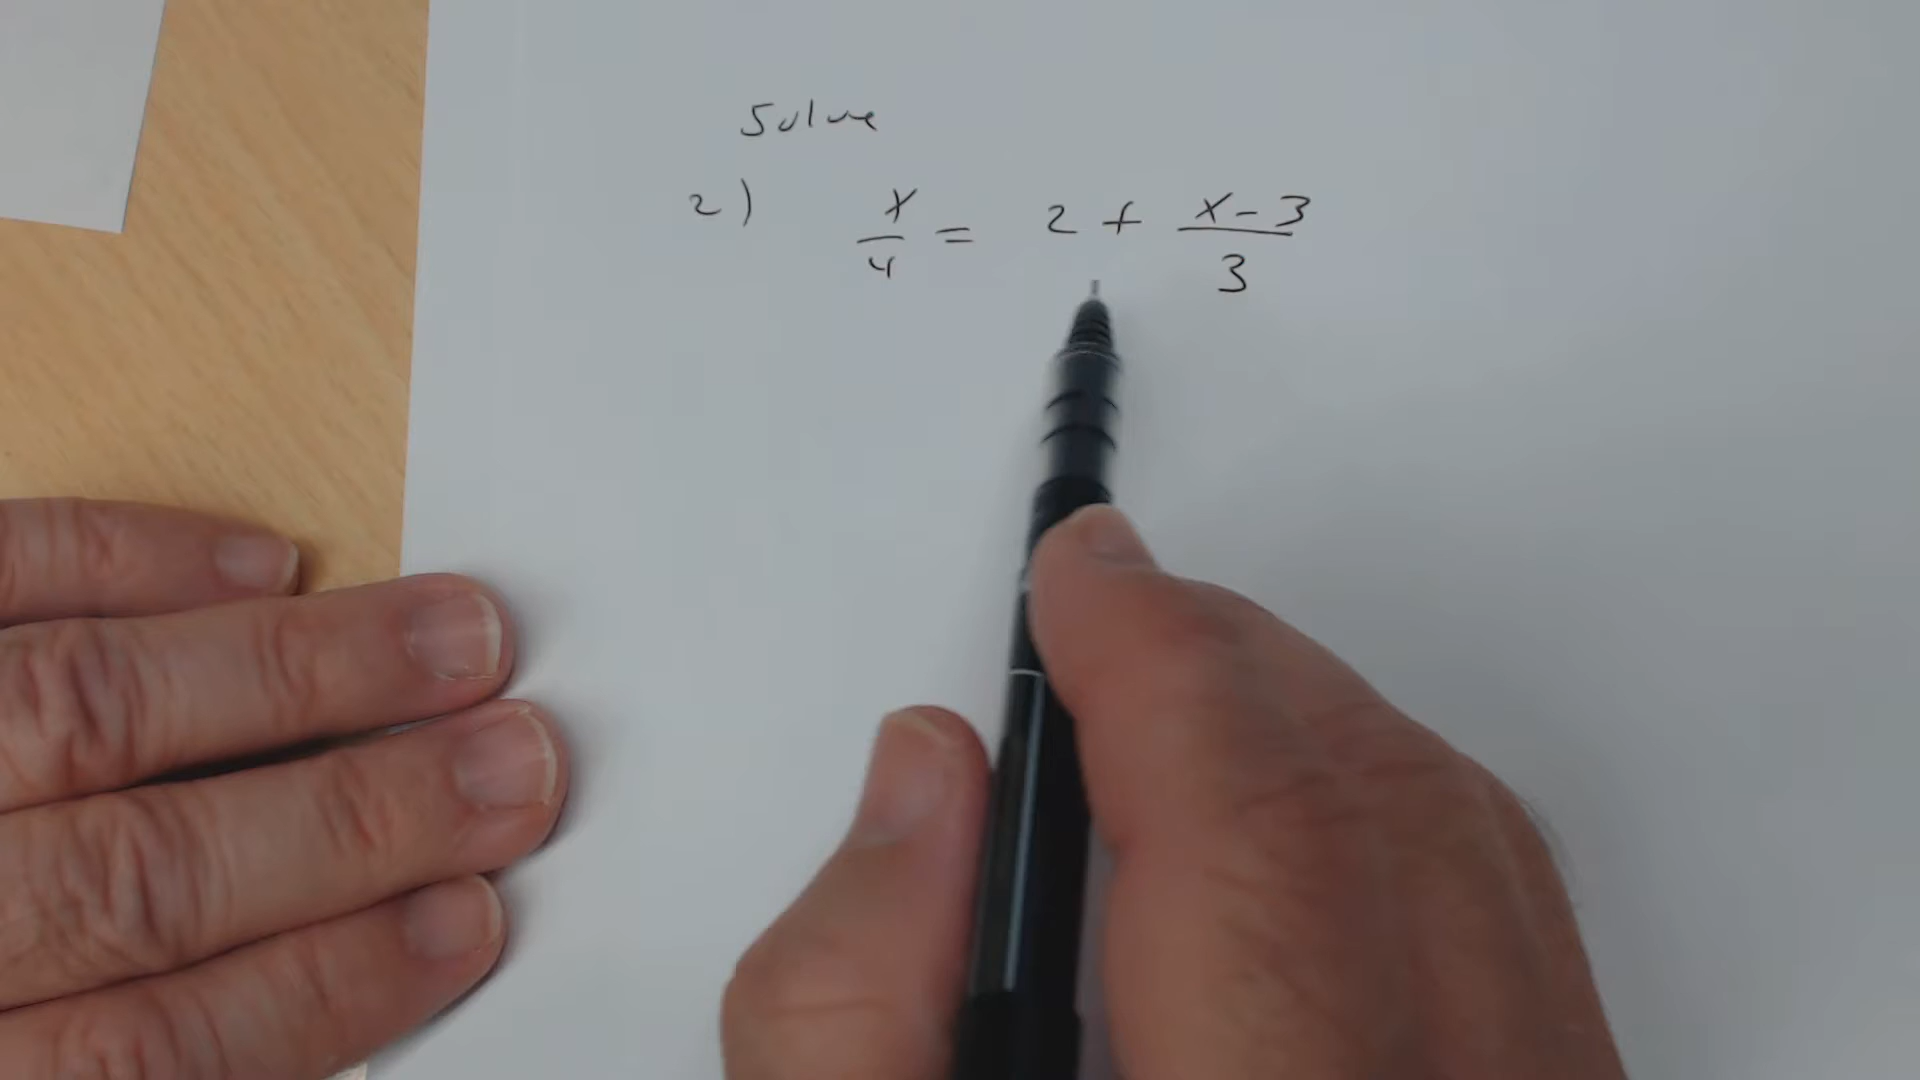 Solve
2) x/4 = 2 + (x-3)/3